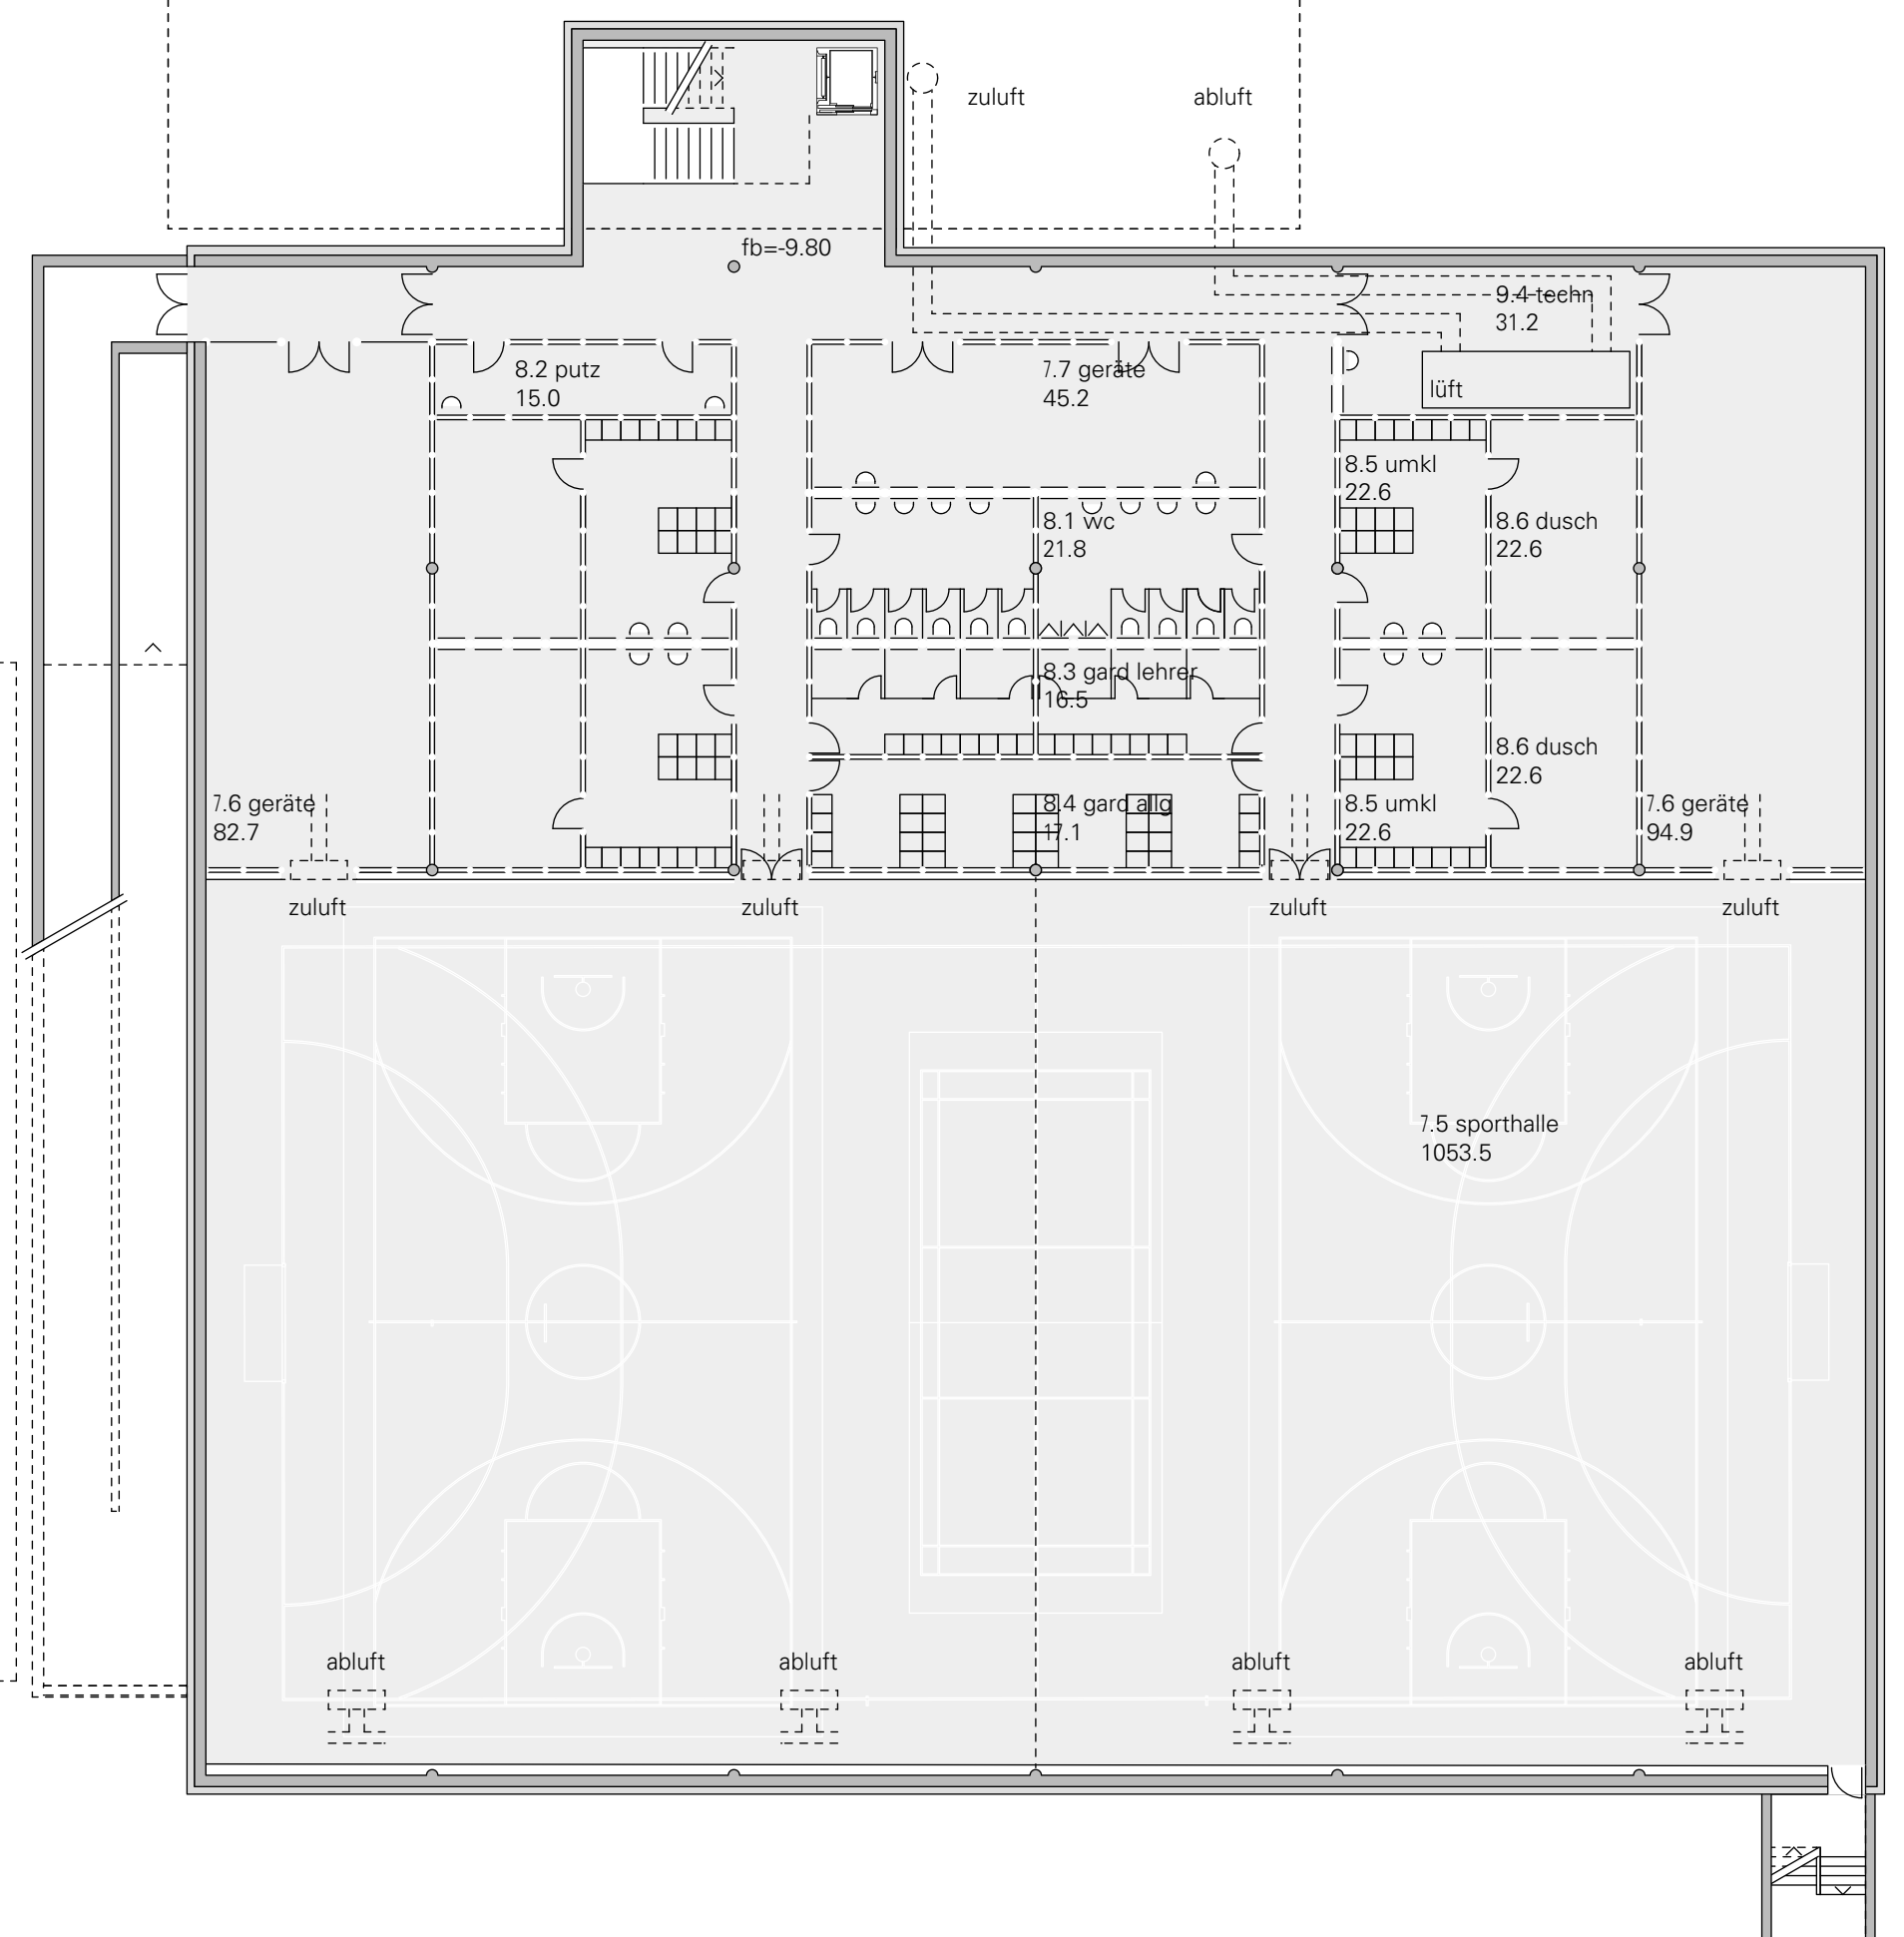 zuluft
abluft
fb=-9.80
9.4 techn
31.2
8.2 putz
15.0
7.7 geräte
45.2
lüft
8.5 umkl
22.6
8.1 wc
21.8
8.6 dusch
22.6
8.3 gard lehrer
16.5
8.6 dusch
22.6
7.6 geräte
82.7
8.4 gard allg
17.1
8.5 umkl
22.6
7.6 geräte
94.9
zuluft
zuluft
zuluft
zuluft
7.5 sporthalle
1053.5
abluft
abluft
abluft
abluft